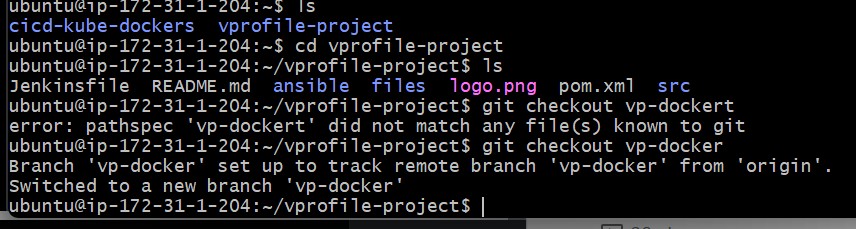 ubuntu@ip-172-31-1-204:~$ ls
cicd-kube-dockers  vprofile-project
ubuntu@ip-172-31-1-204:~$ cd vprofile-project
ubuntu@ip-172-31-1-204:~/vprofile-project$ ls
Jenkinsfile  README.md  ansible  files  logo.png  pom.xml  src
ubuntu@ip-172-31-1-204:~/vprofile-project$ git checkout vp-dockert
error: pathspec 'vp-dockert' did not match any file(s) known to git
ubuntu@ip-172-31-1-204:~/vprofile-project$ git checkout vp-docker
Branch 'vp-docker' set up to track remote branch 'vp-docker' from 'origin'.
Switched to a new branch 'vp-docker'
ubuntu@ip-172-31-1-204:~/vprofile-project$